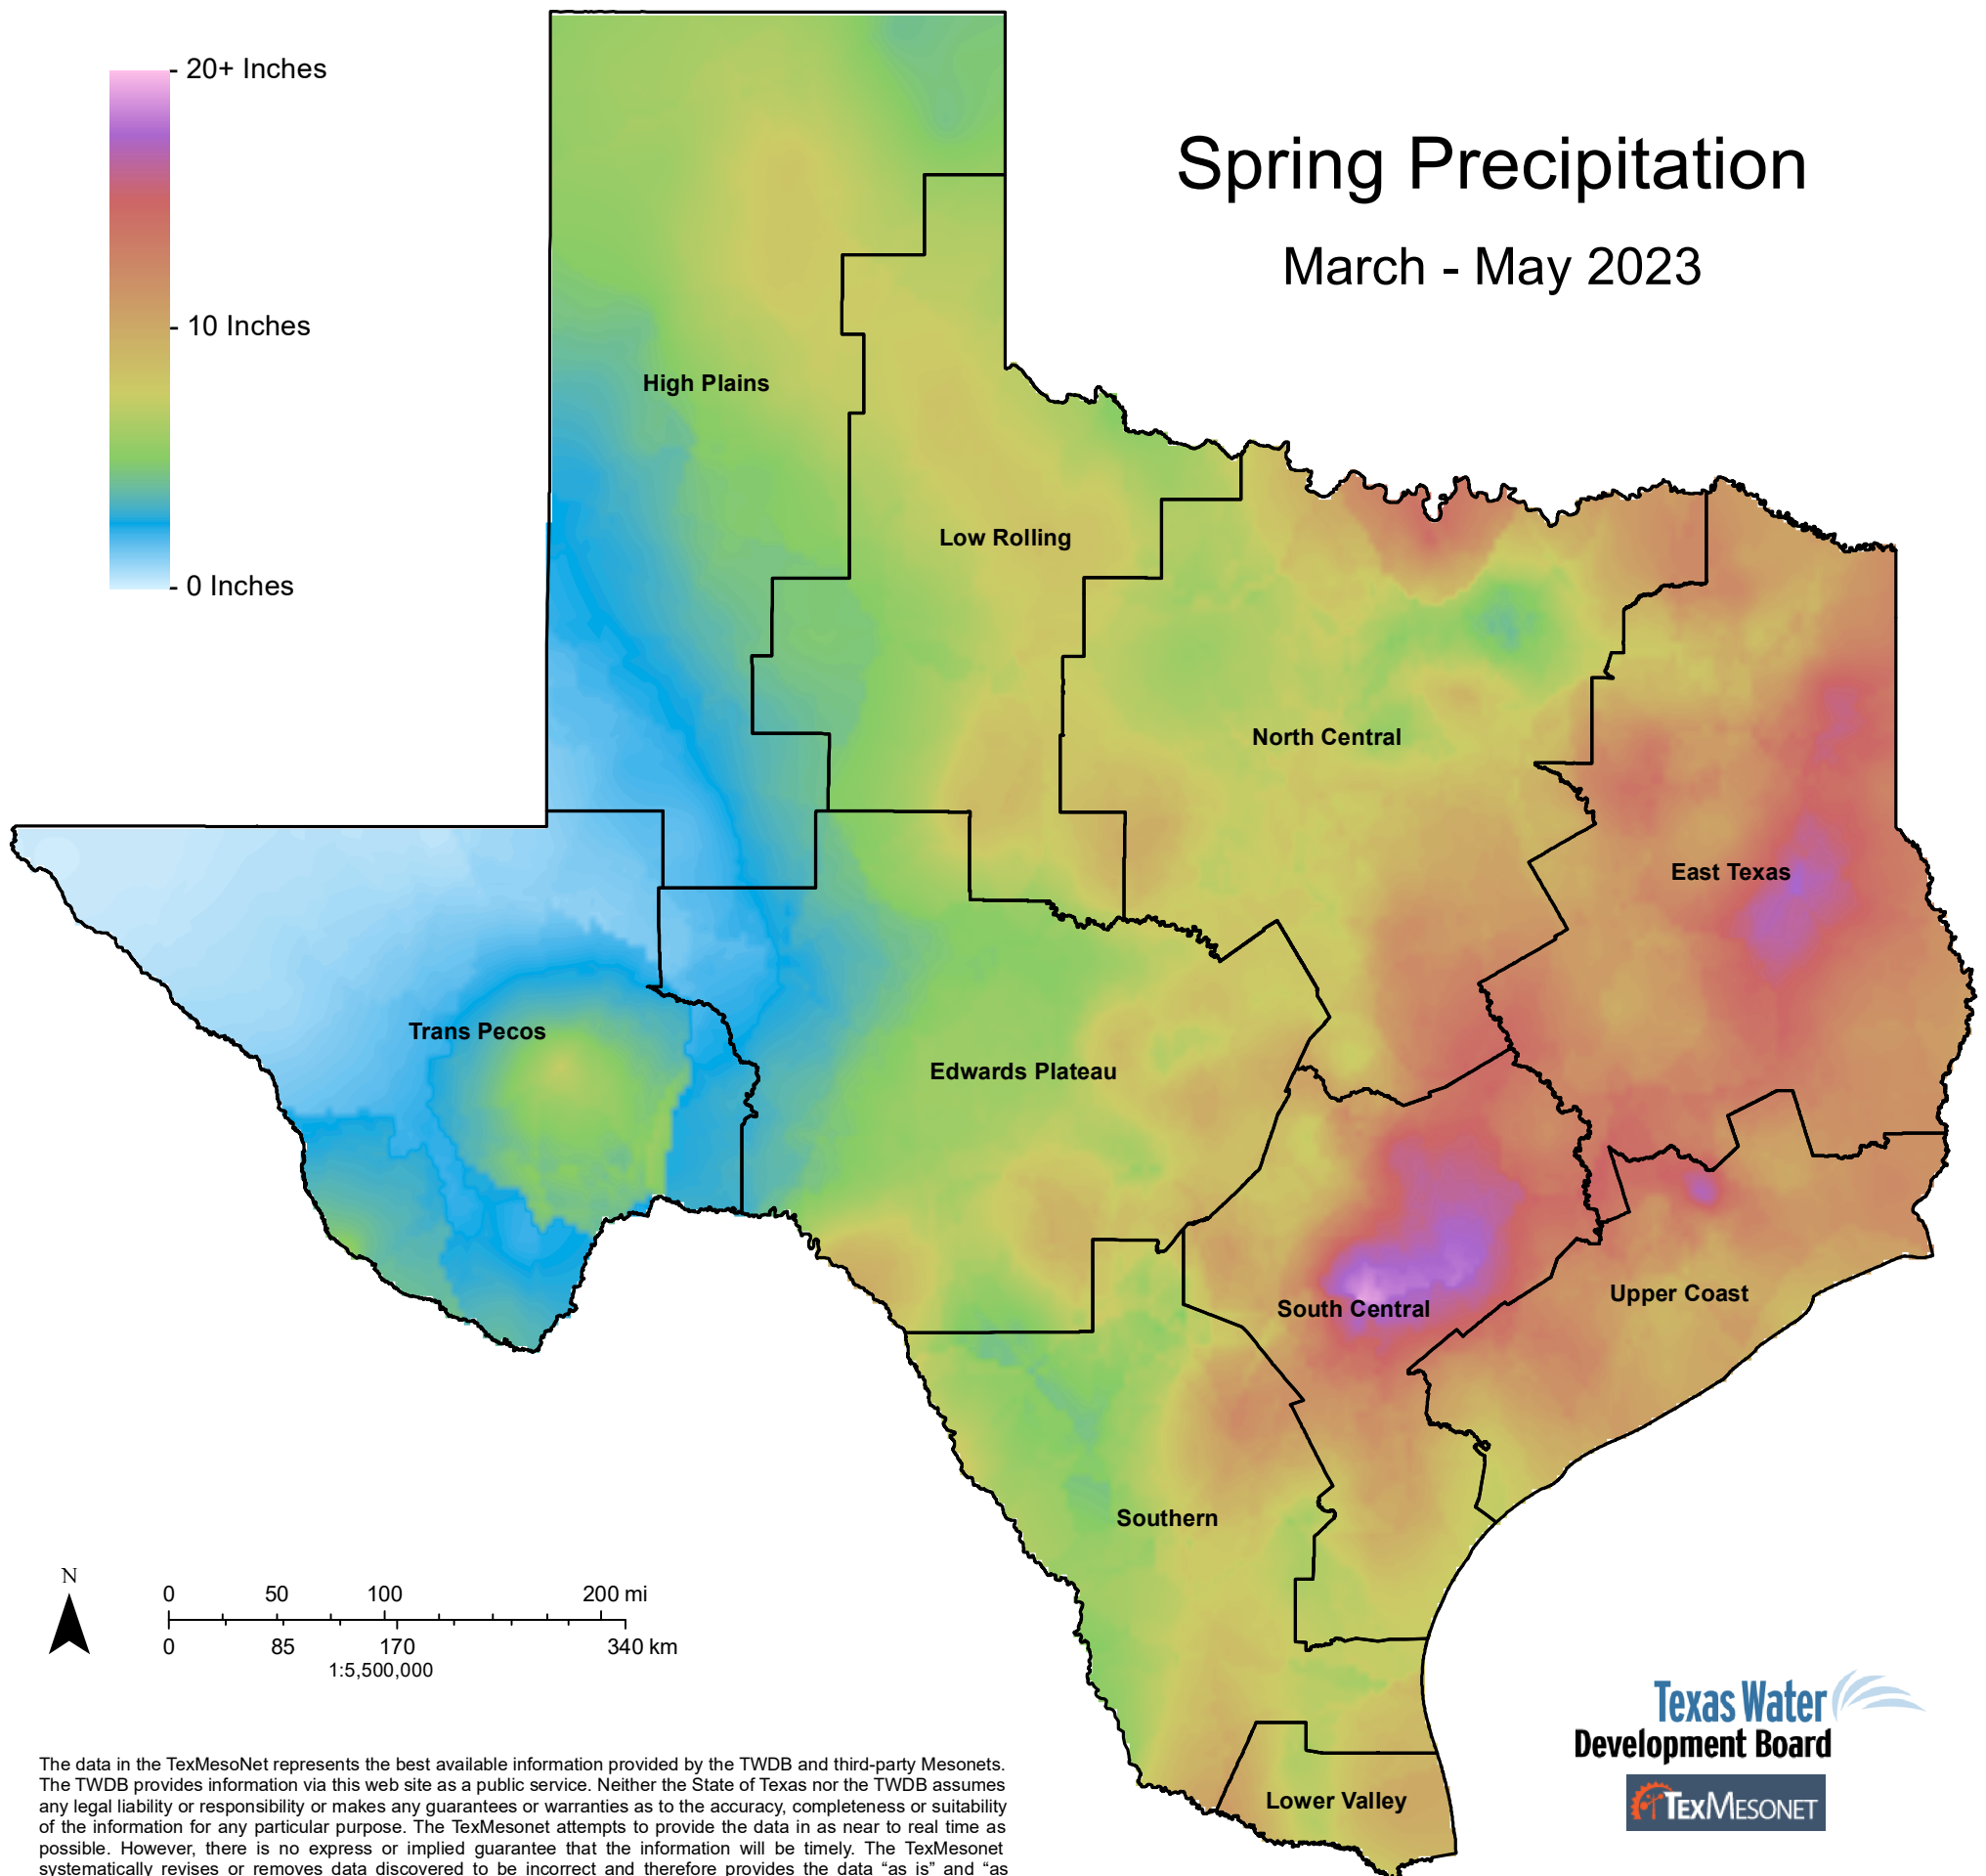 20+ Inches
10 Inches
0 Inches
Spring Precipitation
March - May 2023
High Plains
Low Rolling
North Central
East Texas
Trans Pecos
Edwards Plateau
South Central
Upper Coast
Southern
Lower Valley
N
0 50 100 200 mi
0 85 170 340 km
1:5,500,000
Texas Water
Development Board
TEXMESONET
The data in the TexMesoNet represents the best available information provided by the TWDB and third-party Mesonets.
The TWDB provides information via this web site as a public service. Neither the State of Texas nor the TWDB assumes
any legal liability or responsibility or makes any guarantees or warranties as to the accuracy, completeness or suitability
of the information for any particular purpose. The TexMesonet attempts to provide the data in as near to real time as
possible. However, there is no express or implied guarantee that the information will be timely. The TexMesonet
systematically revises or removes data discovered to be incorrect and therefore provides the data “as is” and “as